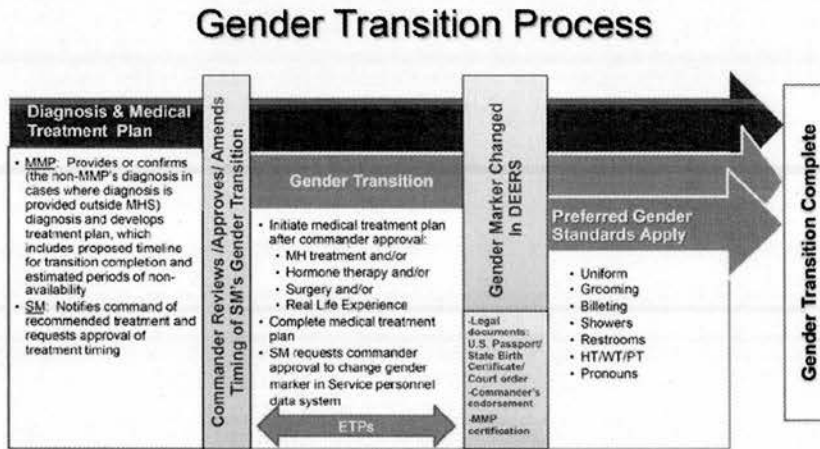 Gender Transition Process
Diagnosis & Medical
Treatment Plan
• MMP: Provides or confirms
(the non-MMP's diagnosis in
cases where diagnosis is
provided outside MHS)
diagnosis and develops
treatment plan, which
includes proposed timeline
for transition completion and
estimated periods of non-
availability
• SM: Notifies command of
recommended treatment and
requests approval of
treatment timing
Commander Reviews /Approves/ Amends
Timing of SM's Gender Transition
Gender Transition
• Initiate medical treatment plan
after commander approval:
• MH treatment and/or
• Hormone therapy and/or
• Surgery and/or
• Real Life Experience
• Complete medical treatment
plan
• SM requests commander
approval to change gender
marker in Service personnel
data system
ETPs
Gender Marker Changed
In DEERS
-Legal
documents:
U.S. Passport/
State Birth
Certificate/
Court order
-Commander's
endorsement
-MMP
certification
Preferred Gender
Standards Apply
• Uniform
• Grooming
• Billeting
• Showers
• Restrooms
• HT/WT/PT
• Pronouns
Gender Transition Complete